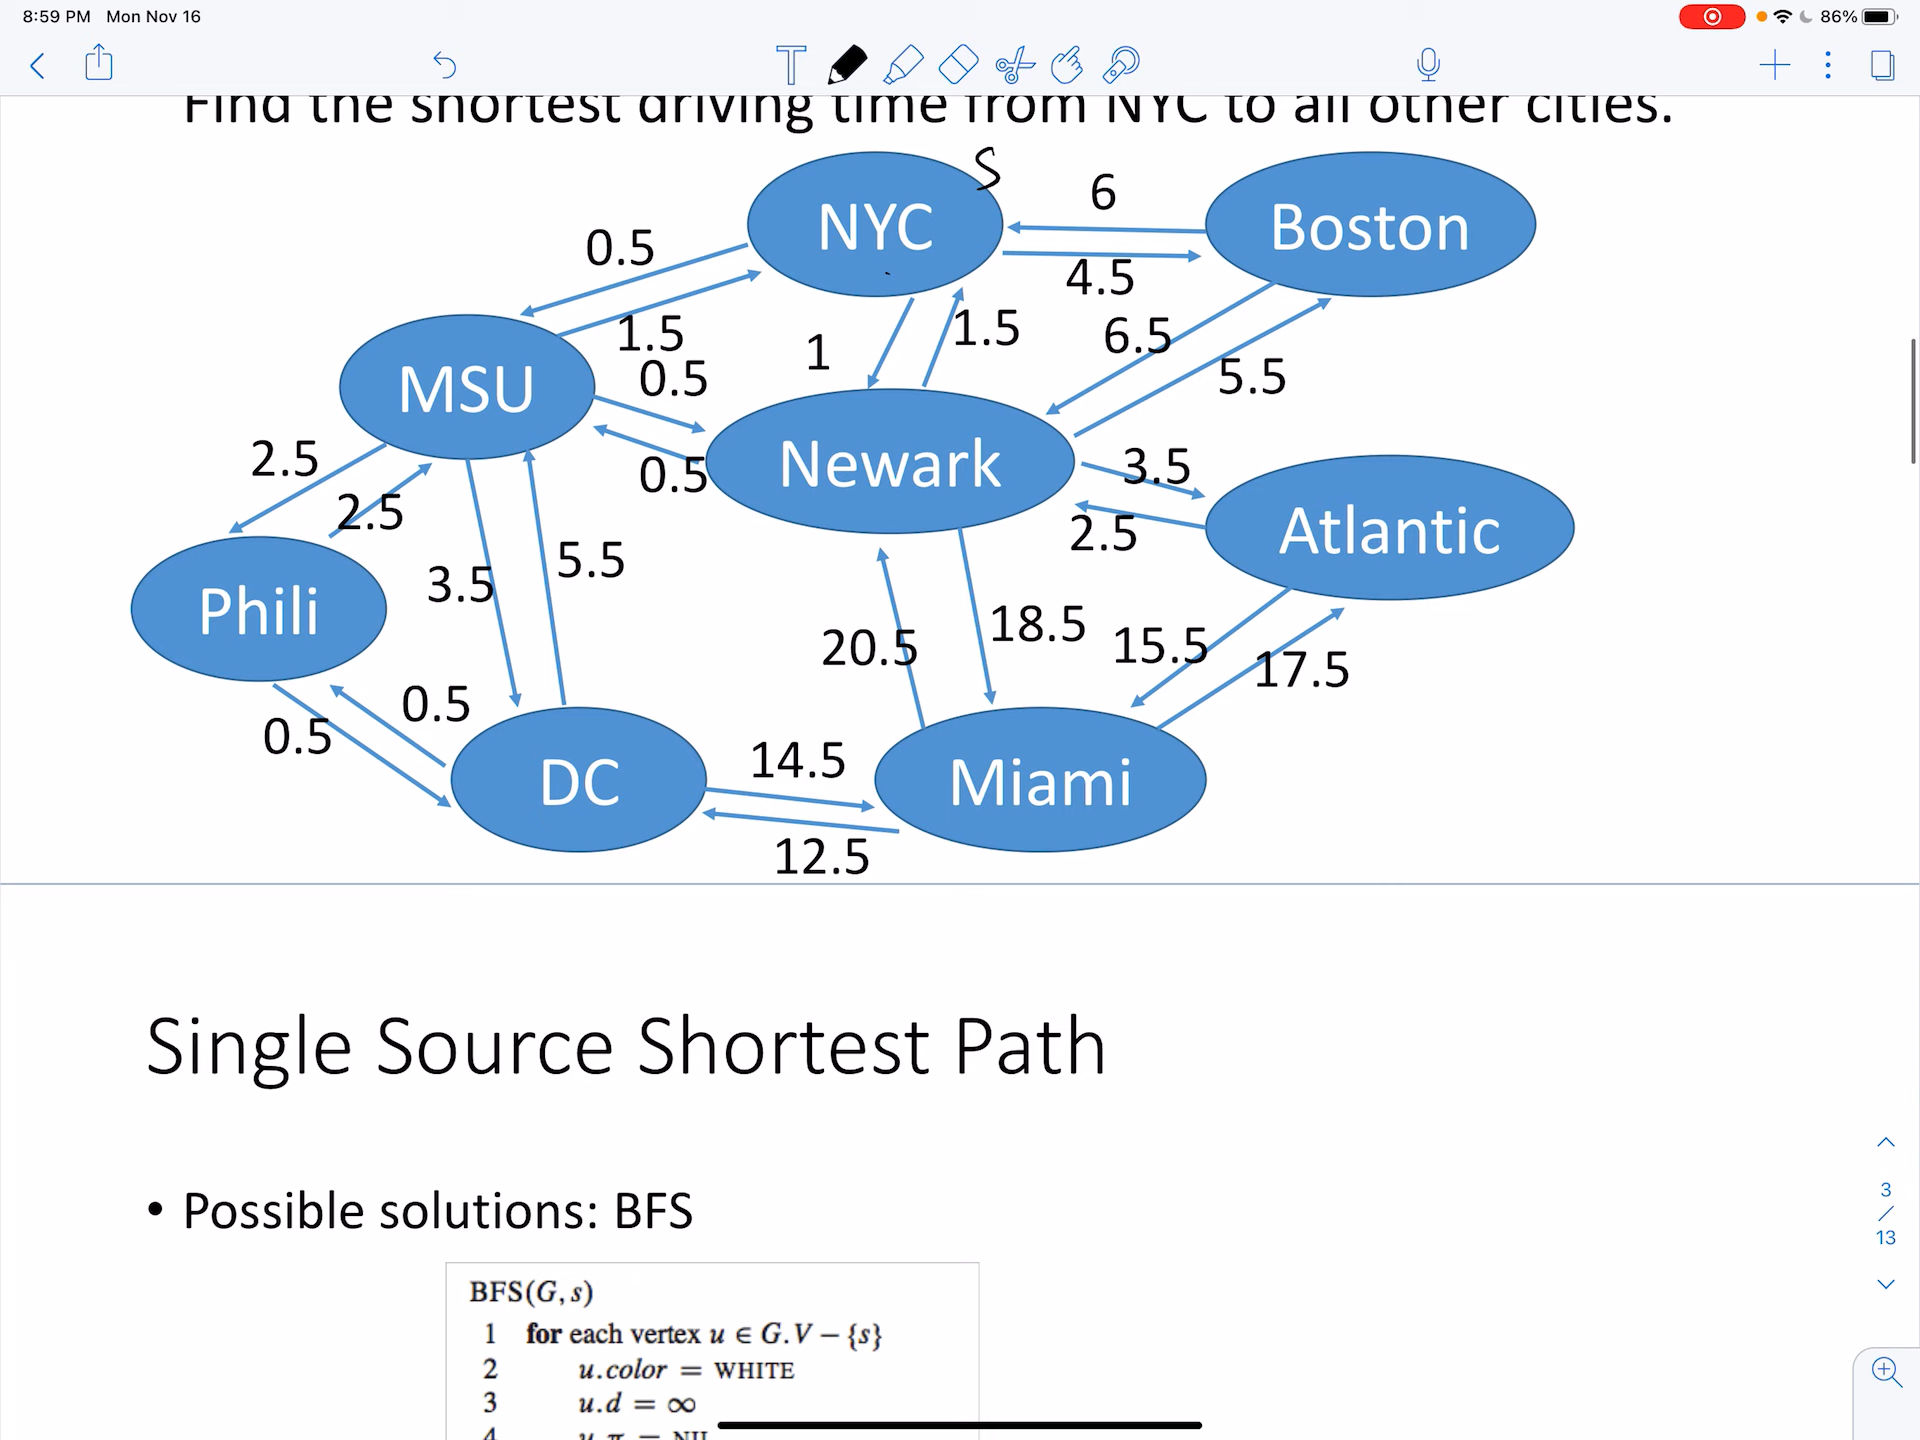 8:59 PM Mon Nov 16
86%
Find the shortest driving time from NYC to all other cities.
S
NYC
6
Boston
0.5
4.5
1.5
1
1.5
6.5
MSU
0.5
5.5
2.5
Newark
3.5
0.5
2.5
2.5
Atlantic
3.5
5.5
Phili
20.5
18.5
15.5
17.5
0.5
0.5
DC
14.5
Miami
12.5
Single Source Shortest Path
3
/
13
• Possible solutions: BFS
BFS(G, s)
1 for each vertex u ∈ G.V − {s}
2 u.color = WHITE
3 u.d = ∞
4 u.π = NIL